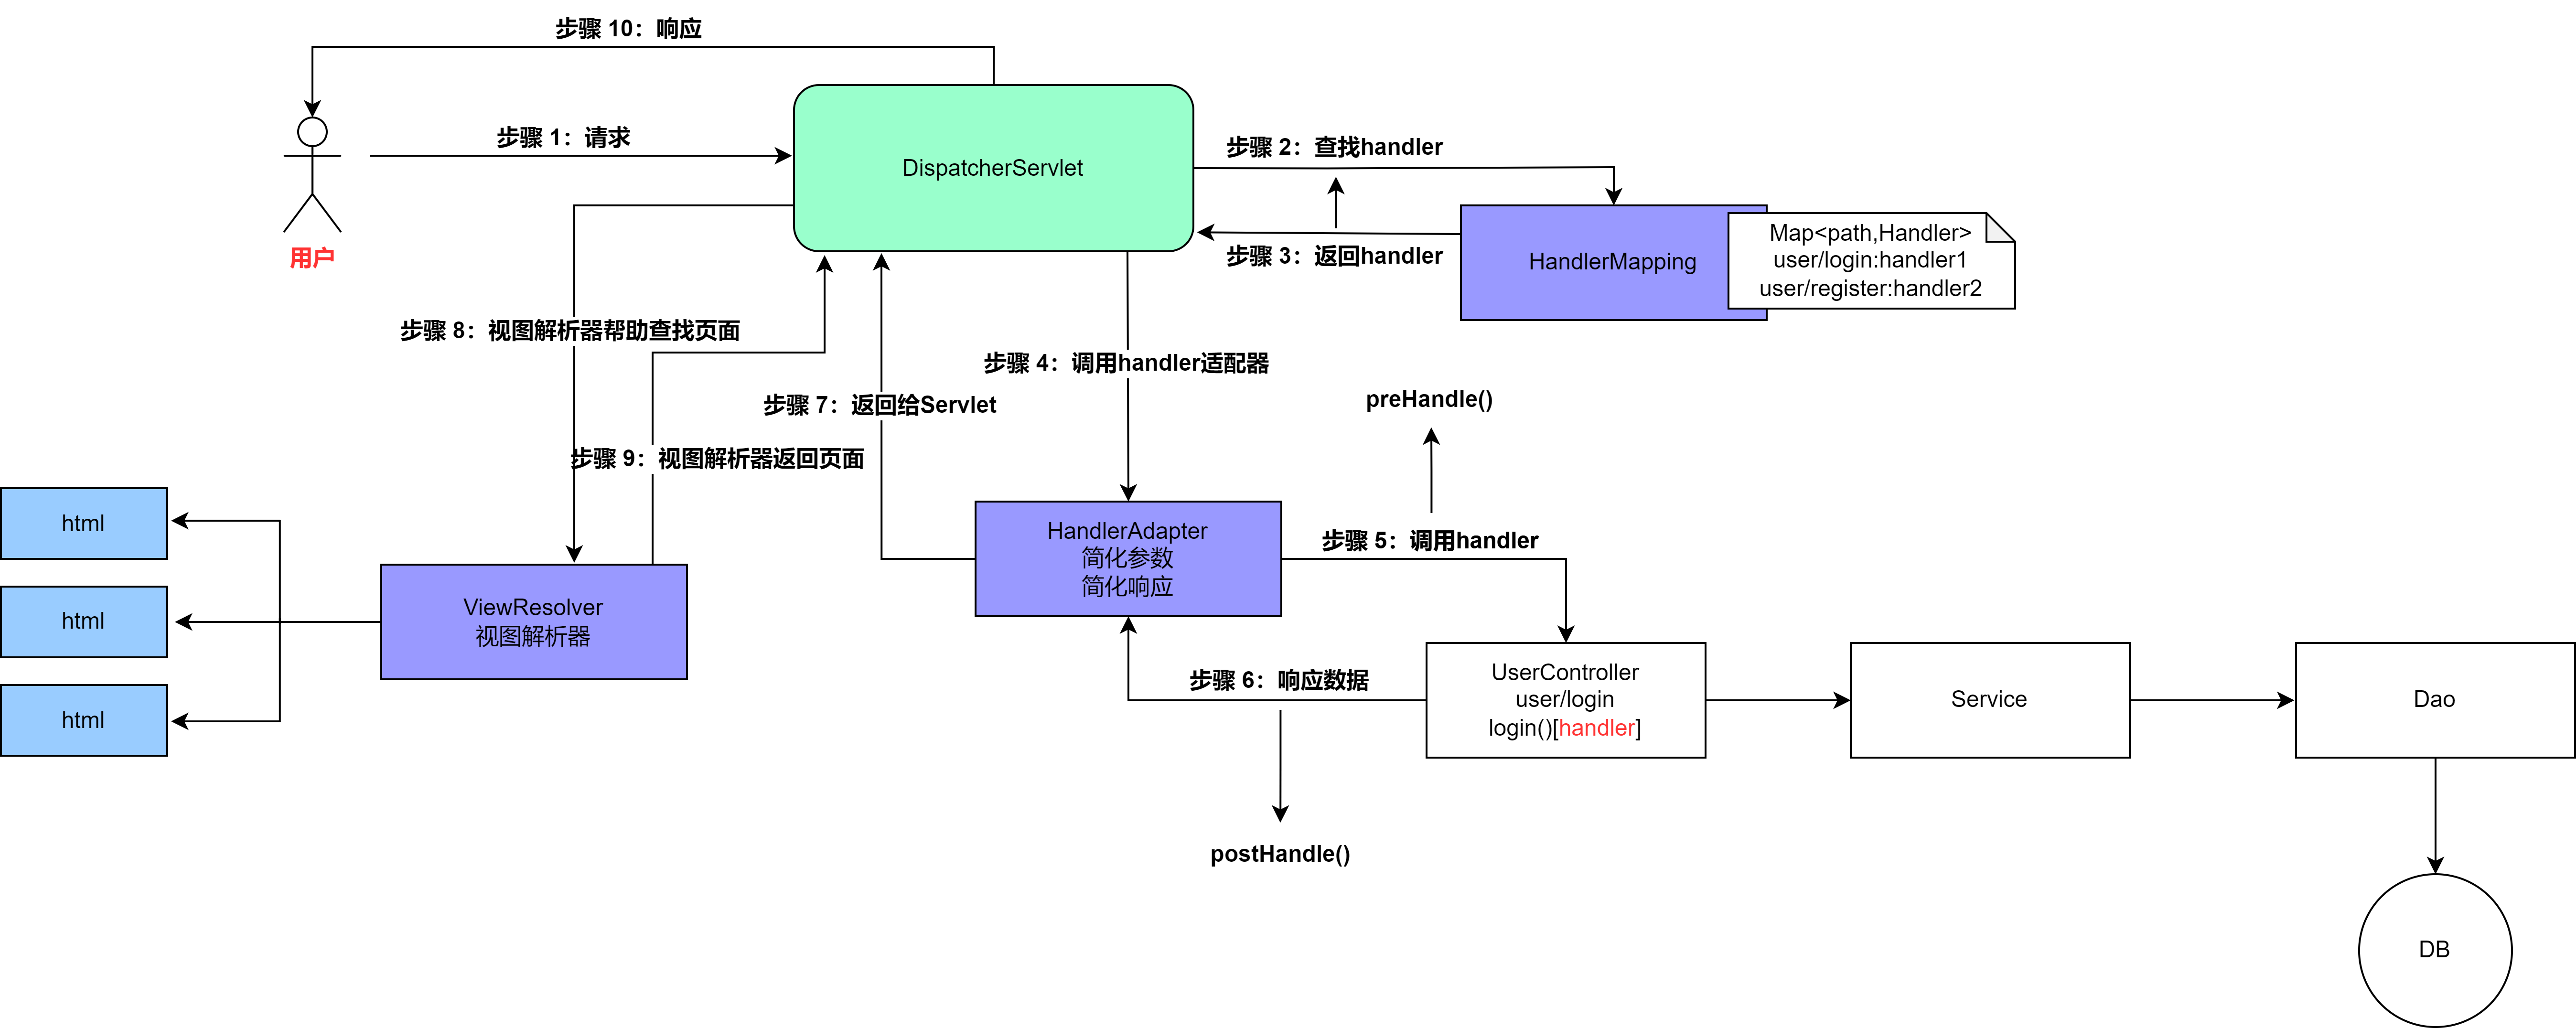 步骤 10：响应
步骤 1：请求
用户
DispatcherServlet
步骤 2：查找handler
步骤 3：返回handler
HandlerMapping
Map<path,Handler>
user/login:handler1
user/register:handler2
步骤 8：视图解析器帮助查找页面
步骤 4：调用handler适配器
步骤 7：返回给Servlet
preHandle()
步骤 9：视图解析器返回页面
html
html
html
ViewResolver
视图解析器
HandlerAdapter
简化参数
简化响应
步骤 5：调用handler
步骤 6：响应数据
UserController
user/login
login()[handler]
Service
Dao
postHandle()
DB